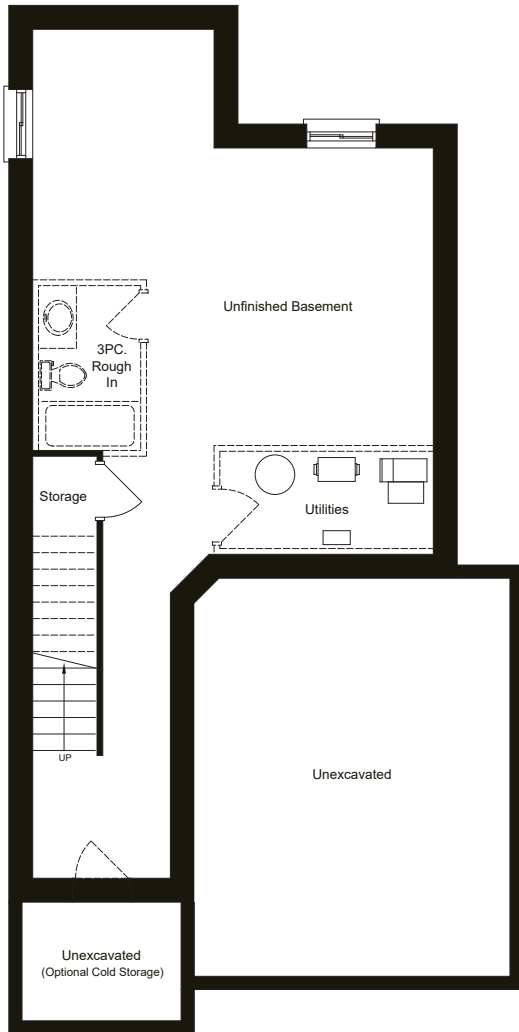 Unfinished Basement
3PC.
Rough
In
Storage
Utilities
UP
Unexcavated
Unexcavated
(Optional Cold Storage)